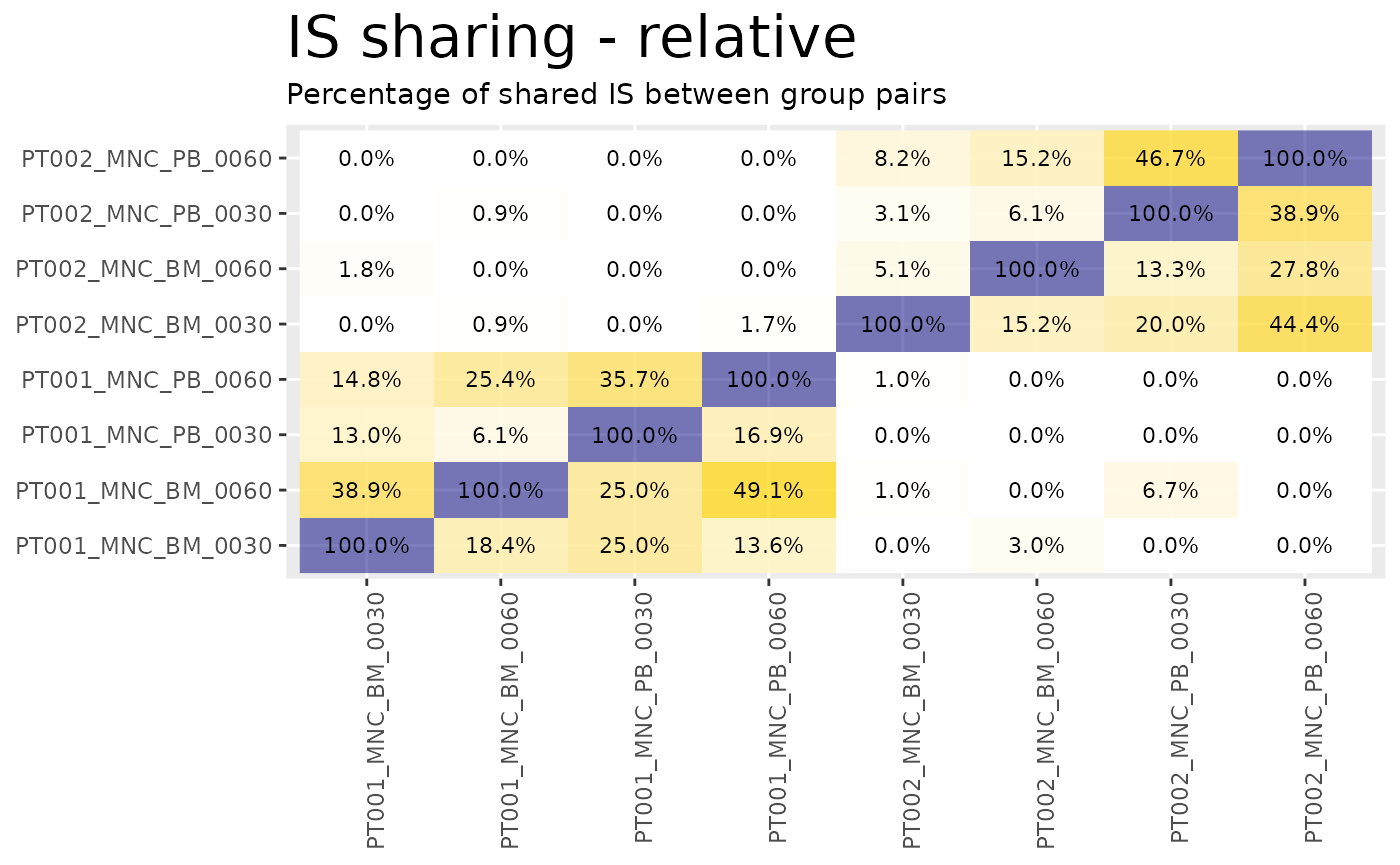 IS sharing - relative
Percentage of shared IS between group pairs
PT002_MNC_PB_0060 0.0% 0.0% 0.0% 0.0% 8.2% 15.2% 46.7% 100.0%
PT002_MNC_PB_0030 0.0% 0.9% 0.0% 0.0% 3.1% 6.1% 100.0% 38.9%
PT002_MNC_BM_0060 1.8% 0.0% 0.0% 0.0% 5.1% 100.0% 13.3% 27.8%
PT002_MNC_BM_0030 0.0% 0.9% 0.0% 1.7% 100.0% 15.2% 20.0% 44.4%
PT001_MNC_PB_0060 14.8% 25.4% 35.7% 100.0% 1.0% 0.0% 0.0% 0.0%
PT001_MNC_PB_0030 13.0% 6.1% 100.0% 16.9% 0.0% 0.0% 0.0% 0.0%
PT001_MNC_BM_0060 38.9% 100.0% 25.0% 49.1% 1.0% 0.0% 6.7% 0.0%
PT001_MNC_BM_0030 100.0% 18.4% 25.0% 13.6% 0.0% 3.0% 0.0% 0.0%
PT001_MNC_BM_0030
PT001_MNC_BM_0060
PT001_MNC_PB_0030
PT001_MNC_PB_0060
PT002_MNC_BM_0030
PT002_MNC_BM_0060
PT002_MNC_PB_0030
PT002_MNC_PB_0060